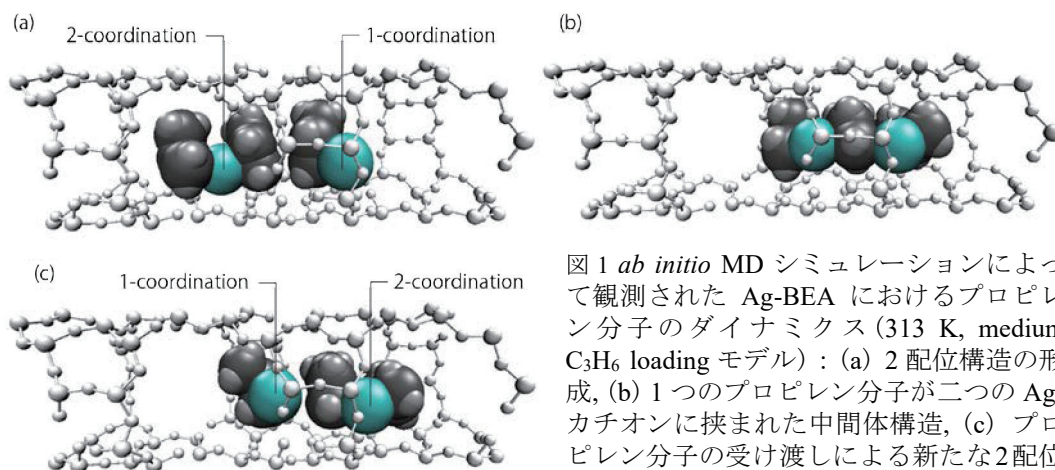 (a)
2-coordination
1-coordination
(b)
(c)
1-coordination
2-coordination
図 1 ab initio MD シミュレーションによっ
て観測された Ag-BEA におけるプロピレ
ン分子のダイナミクス (313 K, medium
C₃H₆ loading モデル) : (a) 2 配位構造の形
成, (b) 1 つのプロピレン分子が二つの Ag
カチオンに挟まれた中間体構造, (c) プロ
ピレン分子の受け渡しによる新たな2配位